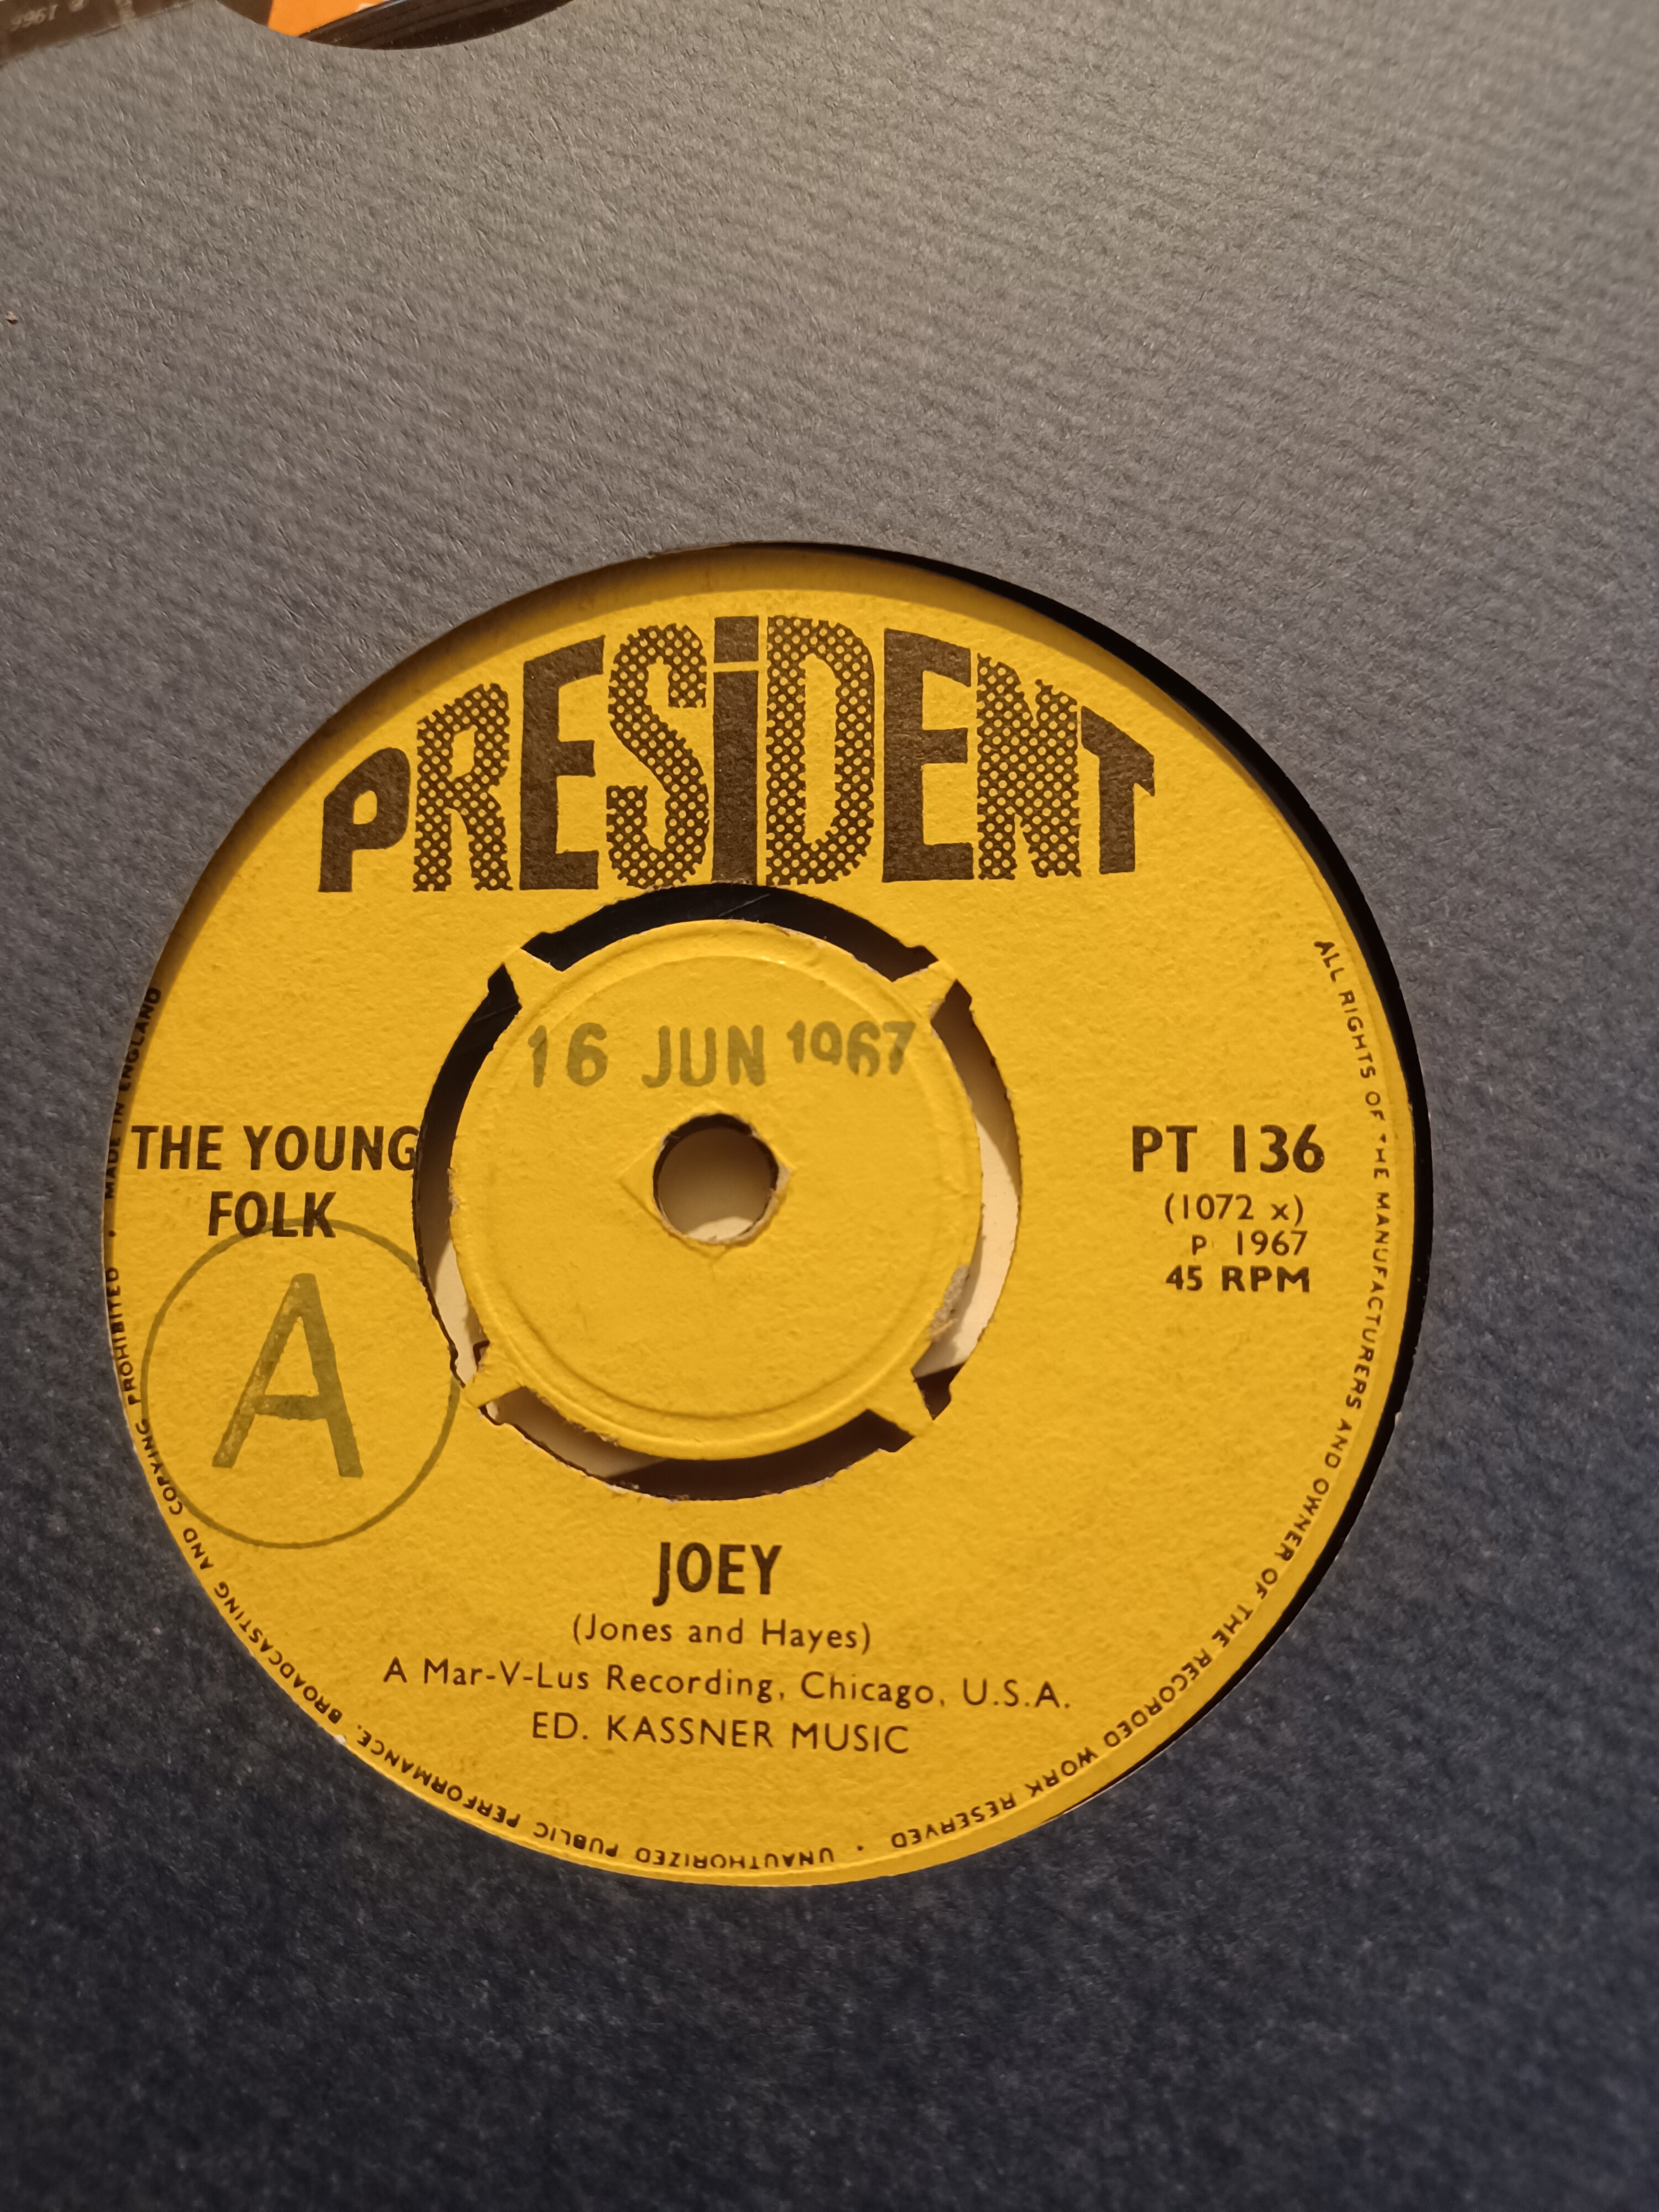 1966
PRESiDENT
16 JUN 1967
THE YOUNG
FOLK
A
PT 136
(1072 x)
P 1967
45 RPM
JOEY
(Jones and Hayes)
A Mar-V-Lus Recording, Chicago, U.S.A.
ED. KASSNER MUSIC
ALL RIGHTS OF THE MANUFACTURERS AND OWNER OF THE RECORDED WORK RESERVED • UNAUTHORIZED PUBLIC PERFORMANCE, BROADCASTING AND COPYING PROHIBITED • MADE IN ENGLAND